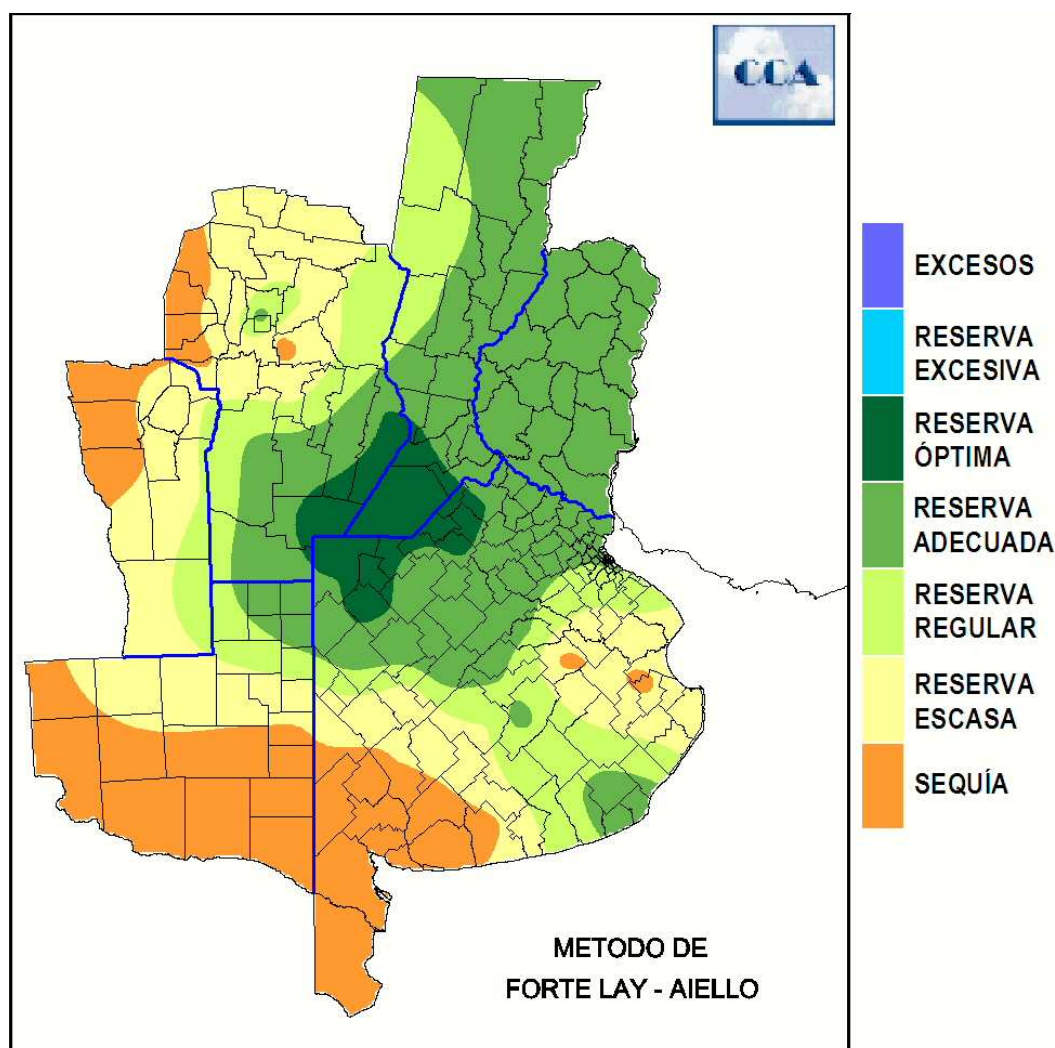 CCA
EXCESOS
RESERVA
EXCESIVA
RESERVA
ÓPTIMA
RESERVA
ADECUADA
RESERVA
REGULAR
RESERVA
ESCASA
SEQUÍA
METODO DE
FORTE LAY - AIELLO